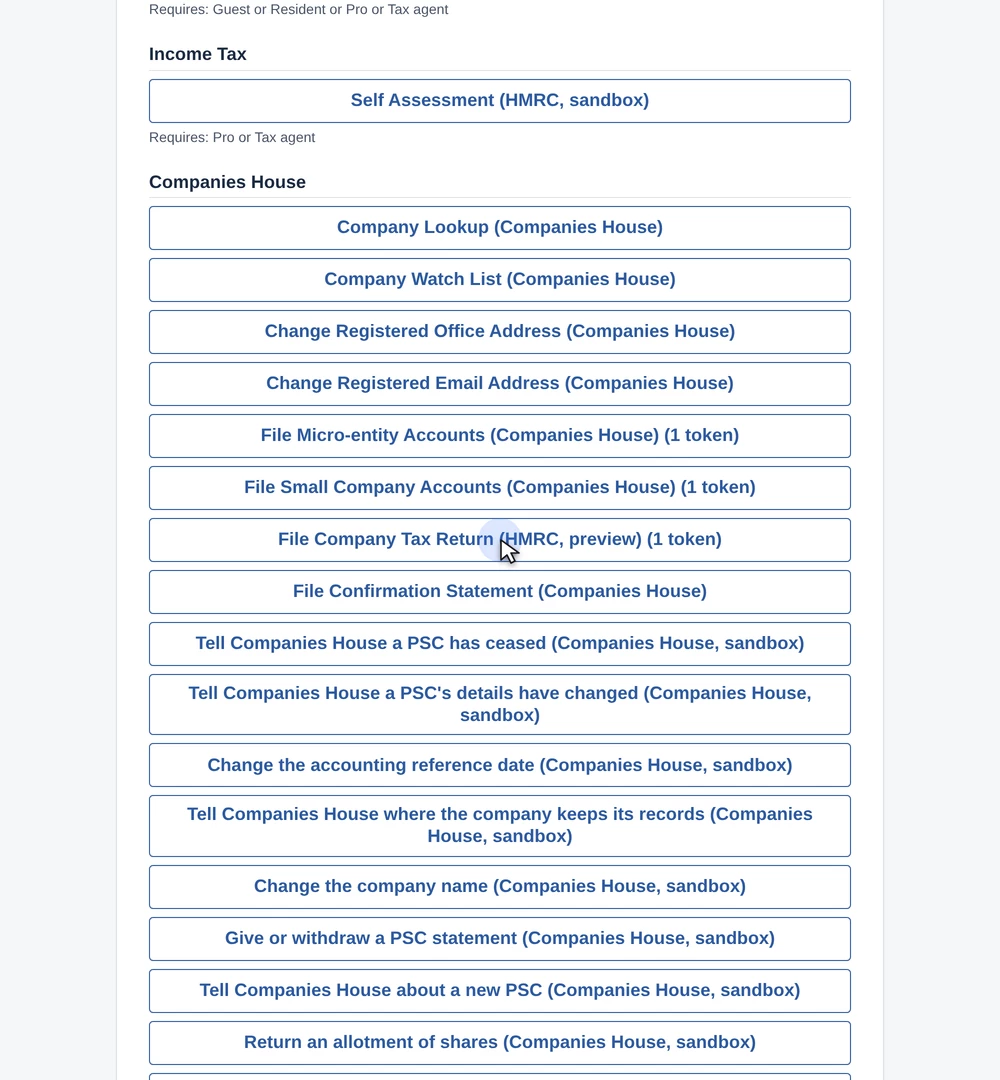 Requires: Guest or Resident or Pro or Tax agent
Income Tax
Self Assessment (HMRC, sandbox)
Requires: Pro or Tax agent
Companies House
Company Lookup (Companies House)
Company Watch List (Companies House)
Change Registered Office Address (Companies House)
Change Registered Email Address (Companies House)
File Micro-entity Accounts (Companies House) (1 token)
File Small Company Accounts (Companies House) (1 token)
File Company Tax Return (HMRC, preview) (1 token)
File Confirmation Statement (Companies House)
Tell Companies House a PSC has ceased (Companies House, sandbox)
Tell Companies House a PSC's details have changed (Companies House,
sandbox)
Change the accounting reference date (Companies House, sandbox)
Tell Companies House where the company keeps its records (Companies
House, sandbox)
Change the company name (Companies House, sandbox)
Give or withdraw a PSC statement (Companies House, sandbox)
Tell Companies House about a new PSC (Companies House, sandbox)
Return an allotment of shares (Companies House, sandbox)